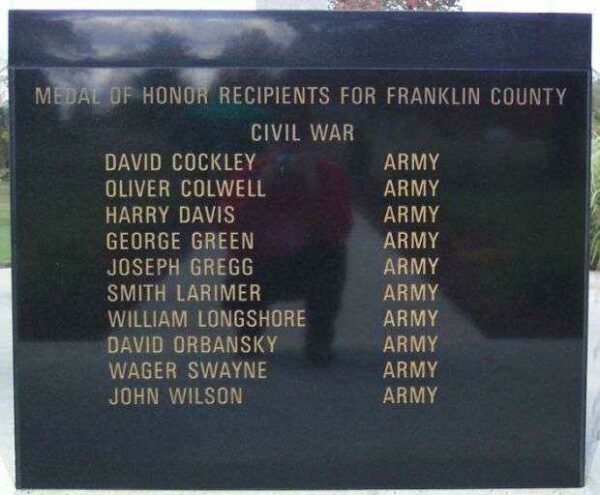 MEDAL OF HONOR RECIPIENTS FOR FRANKLIN COUNTY
CIVIL WAR
DAVID COCKLEY ARMY
OLIVER COLWELL ARMY
HARRY DAVIS ARMY
GEORGE GREEN ARMY
JOSEPH GREGG ARMY
SMITH LARIMER ARMY
WILLIAM LONGSHORE ARMY
DAVID ORBANSKY ARMY
WAGER SWAYNE ARMY
JOHN WILSON ARMY